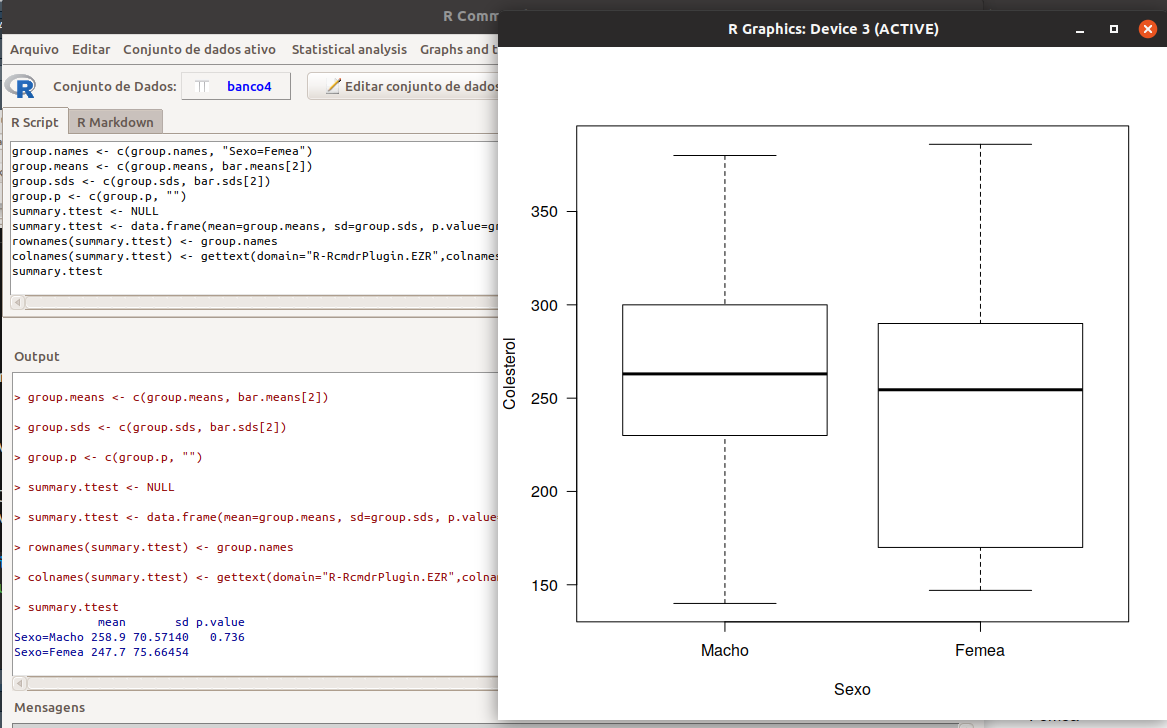 R Comm
Arquivo Editar Conjunto de dados ativo Statistical analysis Graphs and t
R Conjunto de Dados: banco4 Editar conjunto de dados
R Script R Markdown
group.names <- c(group.names, "Sexo=Femea")
group.means <- c(group.means, bar.means[2])
group.sds <- c(group.sds, bar.sds[2])
group.p <- c(group.p, "")
summary.ttest <- NULL
summary.ttest <- data.frame(mean=group.means, sd=group.sds, p.value=gr
rownames(summary.ttest) <- group.names
colnames(summary.ttest) <- gettext(domain="R-RcmdrPlugin.EZR",colnames
summary.ttest
Output
> group.means <- c(group.means, bar.means[2])
> group.sds <- c(group.sds, bar.sds[2])
> group.p <- c(group.p, "")
> summary.ttest <- NULL
> summary.ttest <- data.frame(mean=group.means, sd=group.sds, p.value
> rownames(summary.ttest) <- group.names
> colnames(summary.ttest) <- gettext(domain="R-RcmdrPlugin.EZR",colna
> summary.ttest
mean sd p.value
Sexo=Macho 258.9 70.57140 0.736
Sexo=Femea 247.7 75.66454
Mensagens
R Graphics: Device 3 (ACTIVE)
350
300
250
200
150
Colesterol
Macho Femea
Sexo